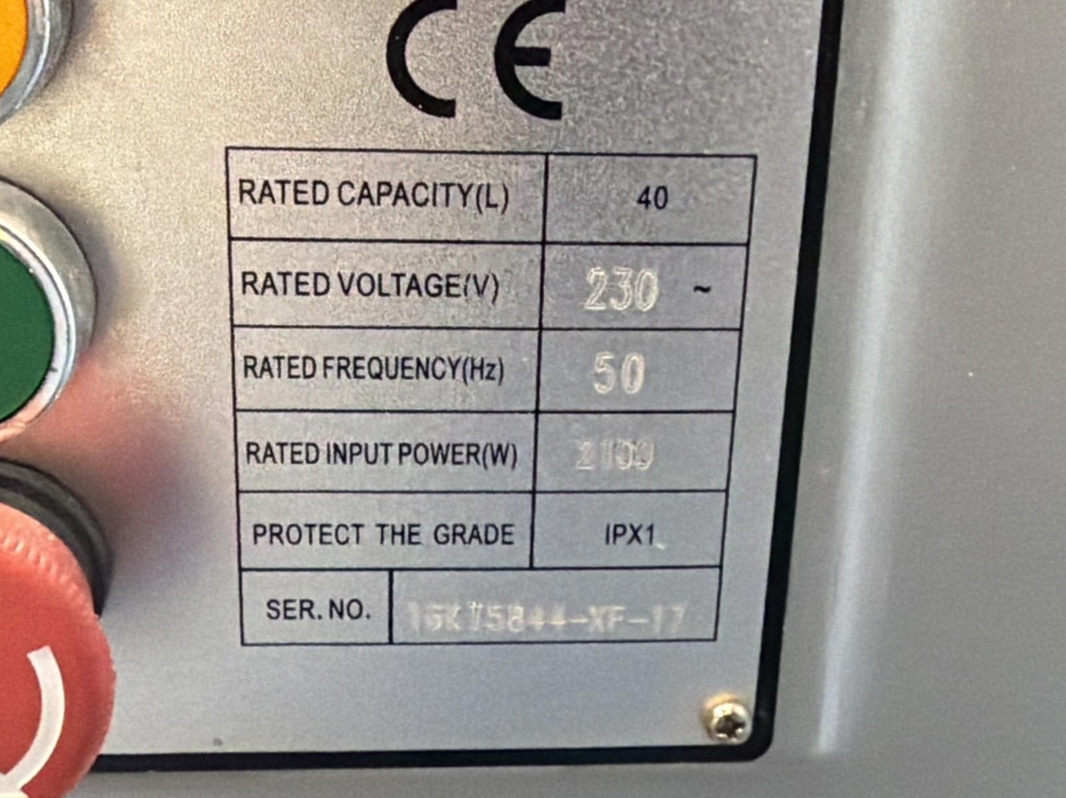 CE
RATED CAPACITY(L) 40
RATED VOLTAGE(V) 230 ~
RATED FREQUENCY(Hz) 50
RATED INPUT POWER(W) 2100
PROTECT THE GRADE IPX1
SER. NO.